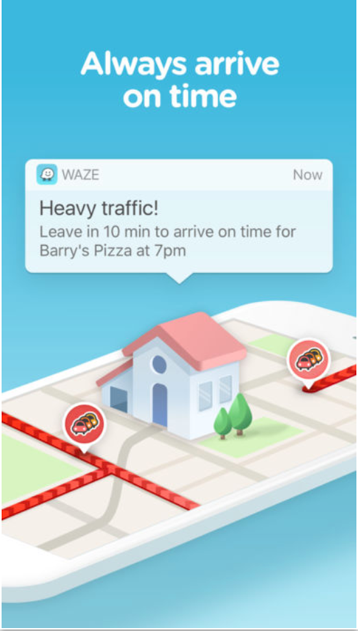 Always arrive
on time
WAZE
Now
Heavy traffic!
Leave in 10 min to arrive on time for
Barry's Pizza at 7pm